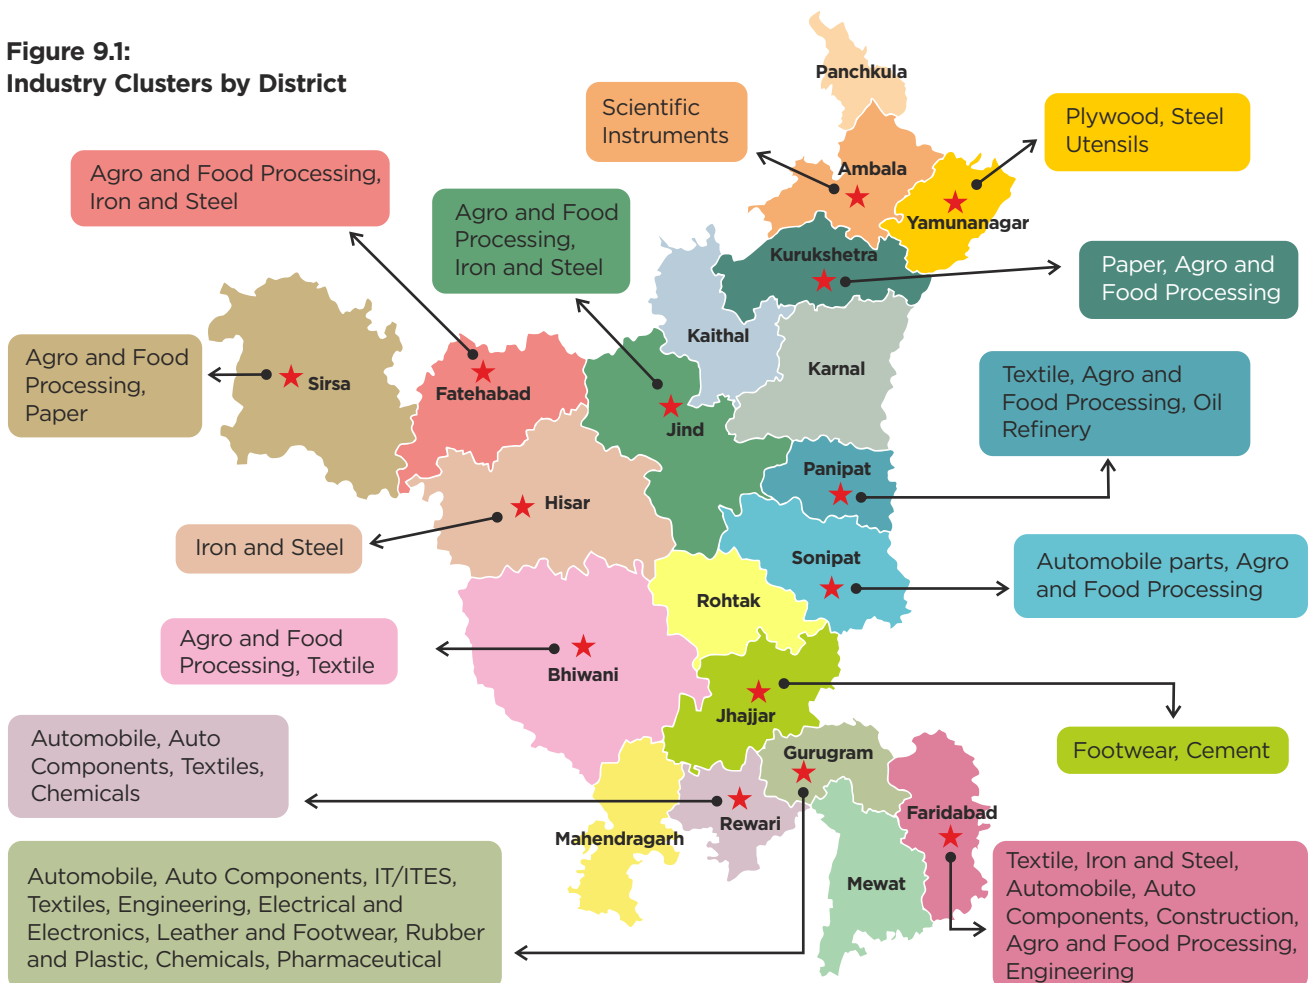 Figure 9.1:
Industry Clusters by District
Panchkula
Scientific
Instruments
Plywood, Steel
Utensils
Agro and Food Processing,
Iron and Steel
Ambala
Agro and Food
Processing,
Iron and Steel
Yamunanagar
Kurukshetra
Paper, Agro and
Food Processing
Kaithal
Karnal
Agro and Food
Processing,
Paper
Sirsa
Fatehabad
Jind
Textile, Agro and
Food Processing, Oil
Refinery
Panipat
Hisar
Iron and Steel
Sonipat
Automobile parts, Agro
and Food Processing
Rohtak
Agro and Food
Processing, Textile
Bhiwani
Jhajjar
Footwear, Cement
Automobile, Auto
Components, Textiles,
Chemicals
Gurugram
Faridabad
Rewari
Mahendragarh
Mewat
Automobile, Auto Components, IT/ITES,
Textiles, Engineering, Electrical and
Electronics, Leather and Footwear, Rubber
and Plastic, Chemicals, Pharmaceutical
Textile, Iron and Steel,
Automobile, Auto
Components, Construction,
Agro and Food Processing,
Engineering